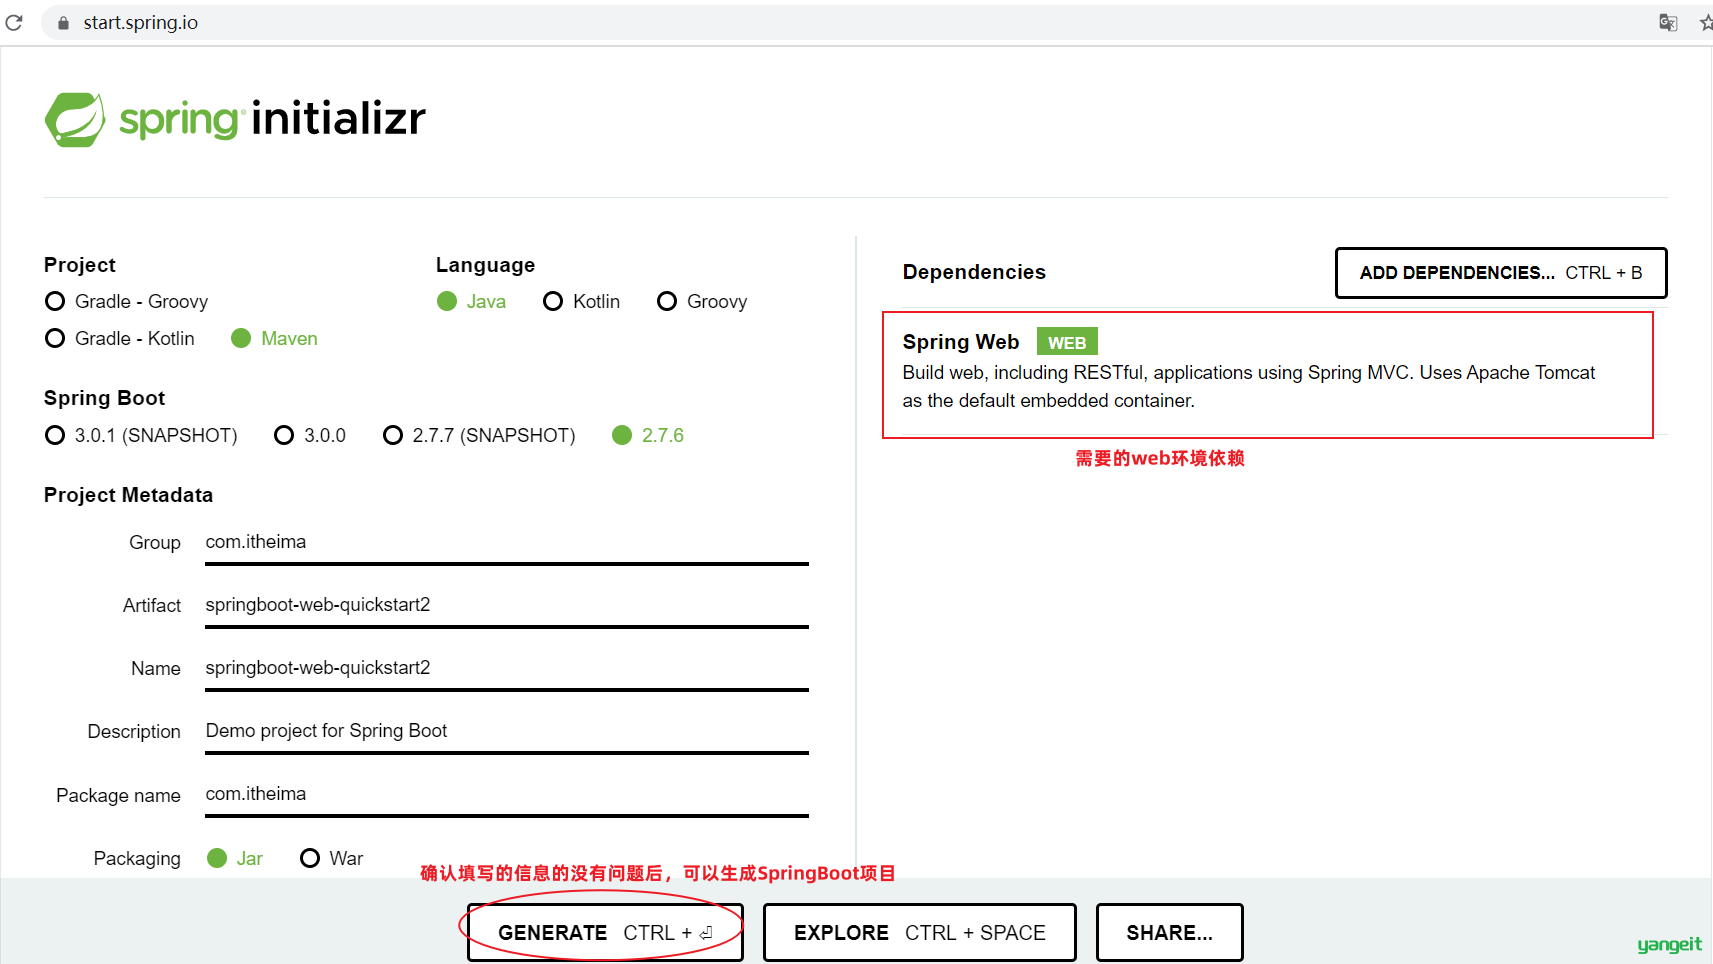 start.spring.io
spring initializr
Project
Gradle - Groovy
Gradle - Kotlin Maven
Language
Java Kotlin Groovy
Spring Boot
3.0.1 (SNAPSHOT) 3.0.0 2.7.7 (SNAPSHOT) 2.7.6
Project Metadata
Group com.itheima
Artifact springboot-web-quickstart2
Name springboot-web-quickstart2
Description Demo project for Spring Boot
Package name com.itheima
Packaging Jar War
Dependencies
ADD DEPENDENCIES... CTRL + B
Spring Web WEB
Build web, including RESTful, applications using Spring MVC. Uses Apache Tomcat
as the default embedded container.
需要的web环境依赖
确认填写的信息的没有问题后，可以生成SpringBoot项目
GENERATE CTRL + ⏎
EXPLORE CTRL + SPACE
SHARE...
yangeit